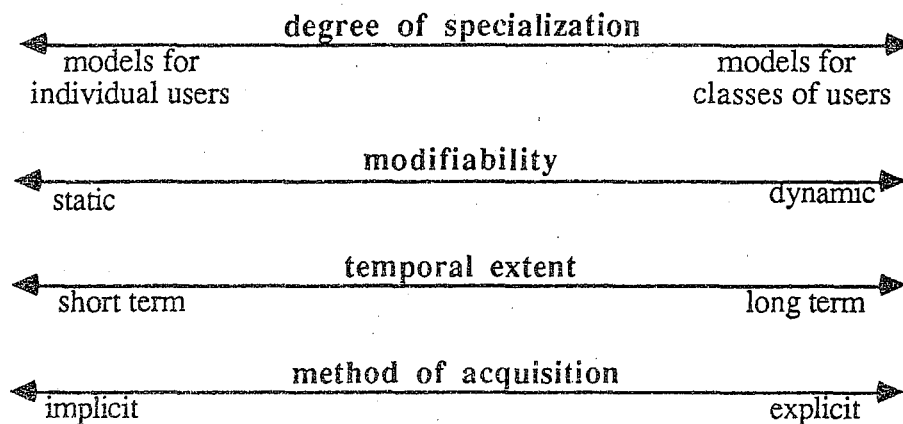 degree of specialization
models for models for
individual users classes of users
modifiability
static dynamic
temporal extent
short term long term
method of acquisition
implicit explicit